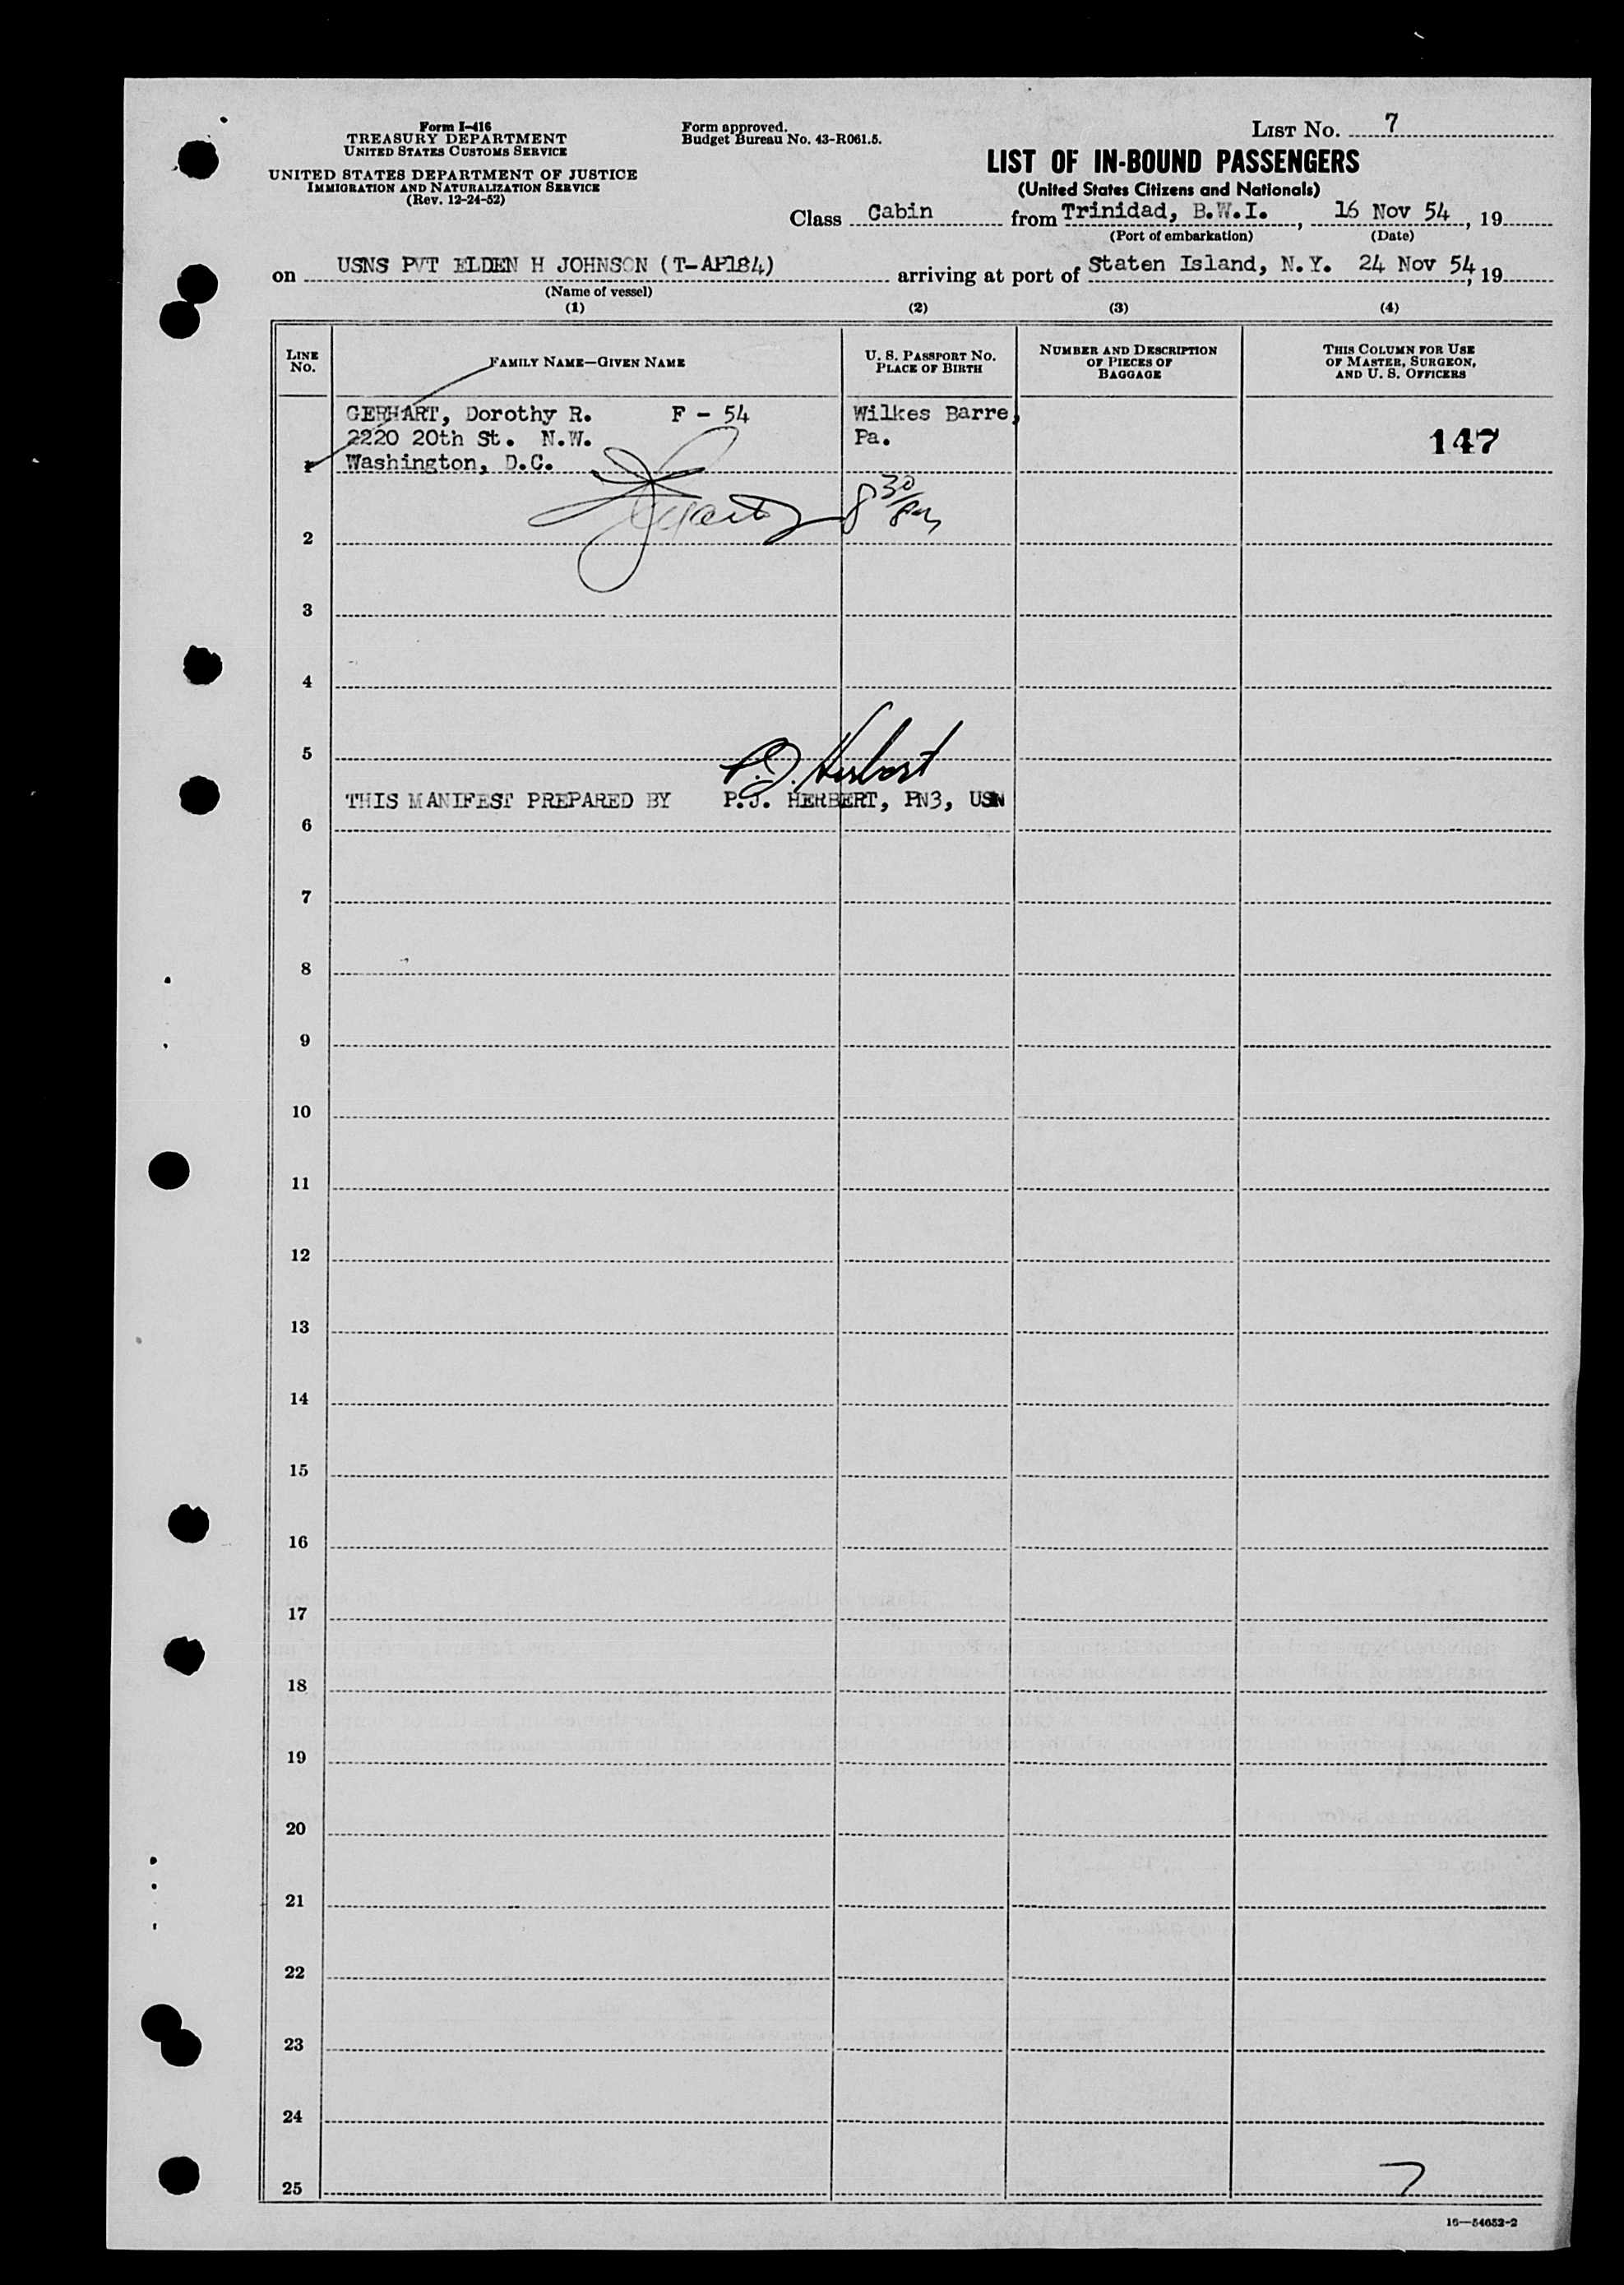 Form I-416
TREASURY DEPARTMENT
UNITED STATES CUSTOMS SERVICE
UNITED STATES DEPARTMENT OF JUSTICE
IMMIGRATION AND NATURALIZATION SERVICE
(Rev. 12-24-52)
Form approved.
Budget Bureau No. 43-R061.5.
LIST No. 7
LIST OF IN-BOUND PASSENGERS
(United States Citizens and Nationals)
Class Cabin from Trinidad, B.W.I., 16 Nov 54, 19
(Port of embarkation) (Date)
on USNS PVT ELDEN H JOHNSON (T-AP184) arriving at port of Staten Island, N.Y. 24 Nov 54, 19
(Name of vessel)
(1) (2) (3) (4)
LINE No.
FAMILY NAME—GIVEN NAME
U. S. PASSPORT No.
PLACE OF BIRTH
NUMBER AND DESCRIPTION
OF PIECES OF
BAGGAGE
THIS COLUMN FOR USE
OF MASTER, SURGEON,
AND U. S. OFFICERS
GERHART, Dorothy R. F - 54 Wilkes Barre,
2220 20th St. N.W. Pa. 147
1 Washington, D.C.
8 30
2
3
4
5
P.J. Herbert
THIS MANIFEST PREPARED BY P.J. HERBERT, PN3, USN
6
7
8
9
10
11
12
13
14
15
16
17
18
19
20
21
22
23
24
7
25
16—54652-2